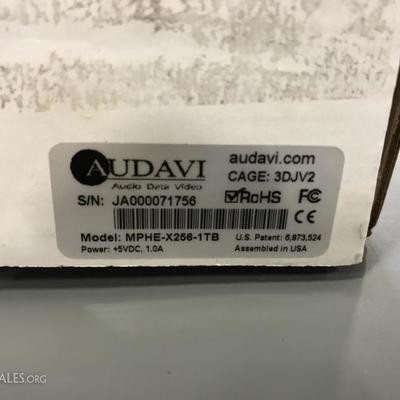 AUDAVI
Audio Data Video
audavi.com
CAGE: 3DJV2
S/N: JA000071756
RoHS FC
CE
Model: MPHE-X256-1TB
U.S. Patent: 6,873,524
Power: +5VDC, 1.0A
Assembled in USA
ALES.ORG